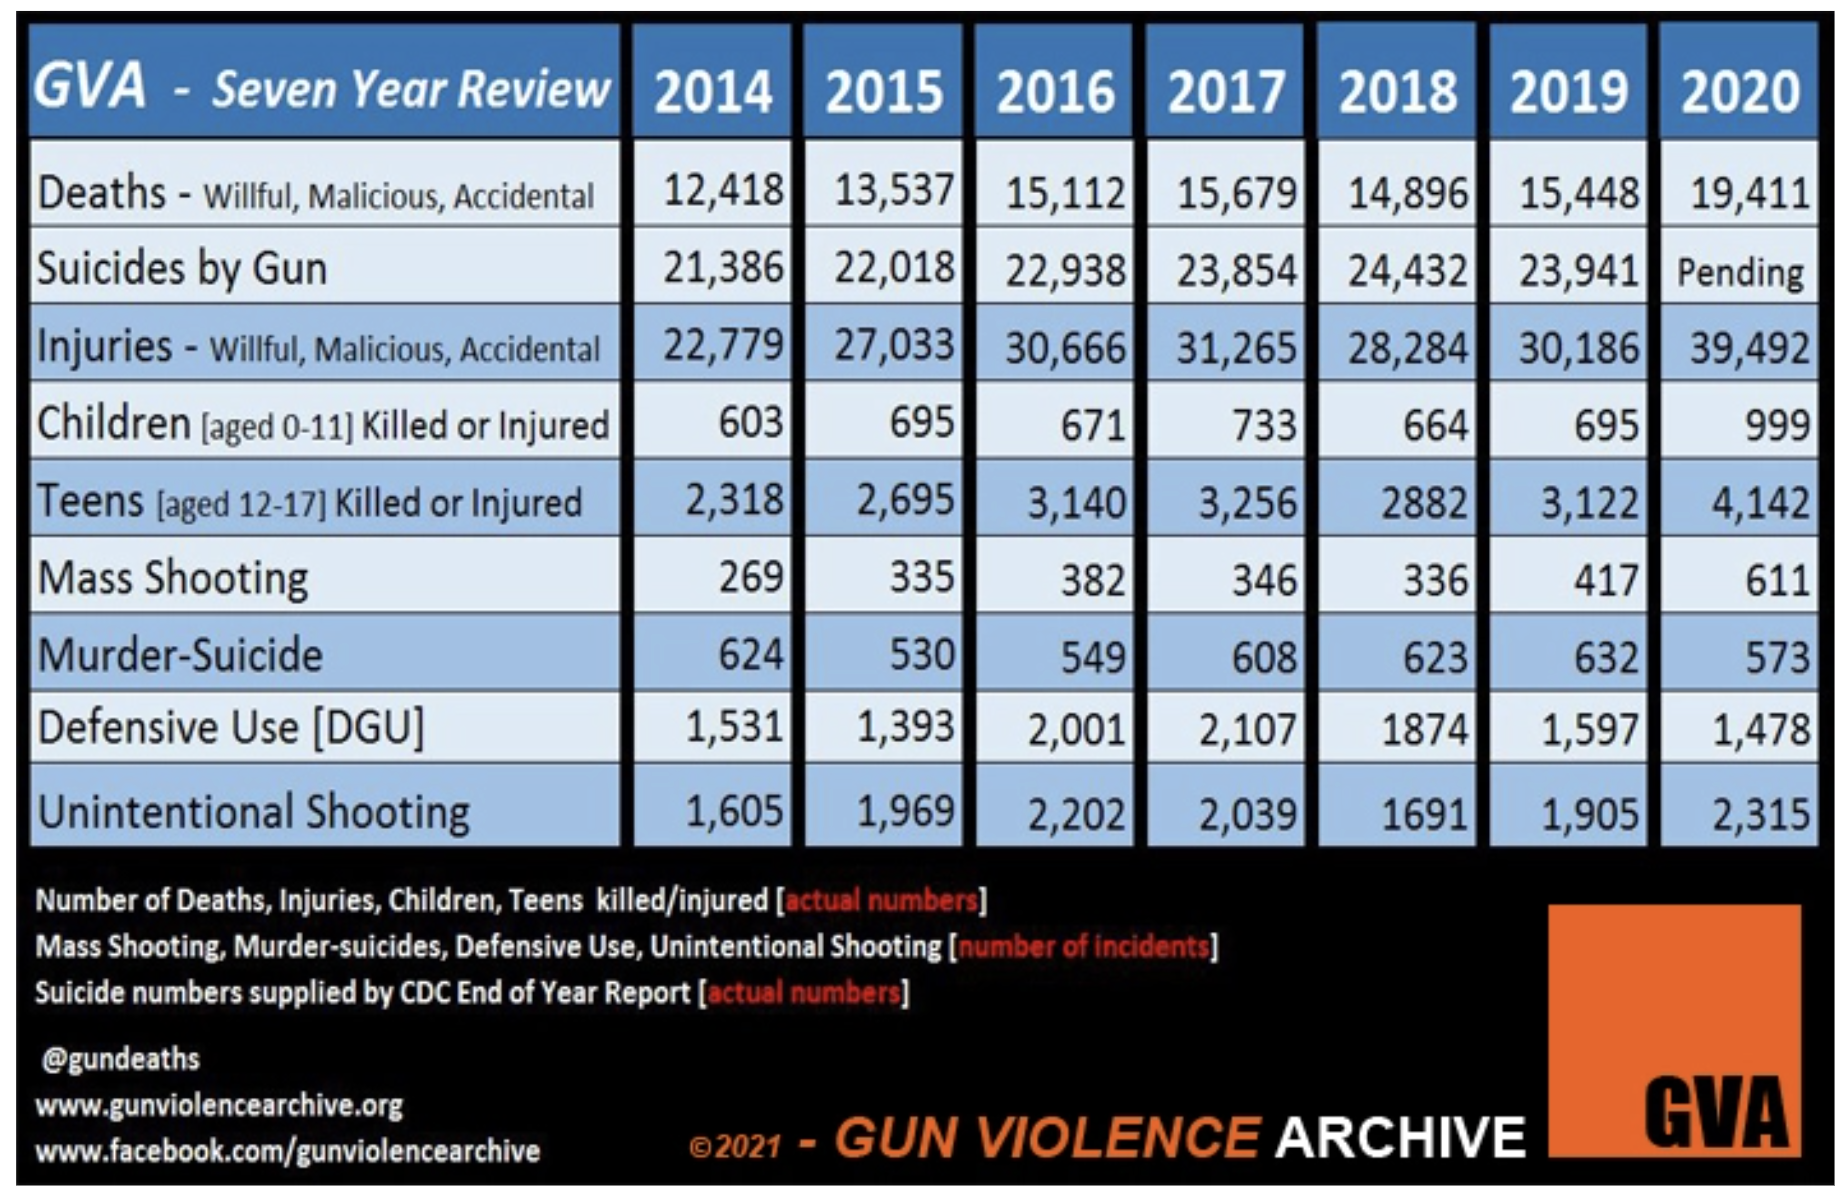 GVA - Seven Year Review 2014 2015 2016 2017 2018 2019 2020
Deaths - Willful, Malicious, Accidental 12,418 13,537 15,112 15,679 14,896 15,448 19,411
Suicides by Gun 21,386 22,018 22,938 23,854 24,432 23,941 Pending
Injuries - Willful, Malicious, Accidental 22,779 27,033 30,666 31,265 28,284 30,186 39,492
Children [aged 0-11] Killed or Injured 603 695 671 733 664 695 999
Teens [aged 12-17] Killed or Injured 2,318 2,695 3,140 3,256 2882 3,122 4,142
Mass Shooting 269 335 382 346 336 417 611
Murder-Suicide 624 530 549 608 623 632 573
Defensive Use [DGU] 1,531 1,393 2,001 2,107 1874 1,597 1,478
Unintentional Shooting 1,605 1,969 2,202 2,039 1691 1,905 2,315
Number of Deaths, Injuries, Children, Teens killed/injured [actual numbers]
Mass Shooting, Murder-suicides, Defensive Use, Unintentional Shooting [number of incidents]
Suicide numbers supplied by CDC End of Year Report [actual numbers]
@gundeaths
www.gunviolencearchive.org
www.facebook.com/gunviolencearchive
©2021 - GUN VIOLENCE ARCHIVE
GVA